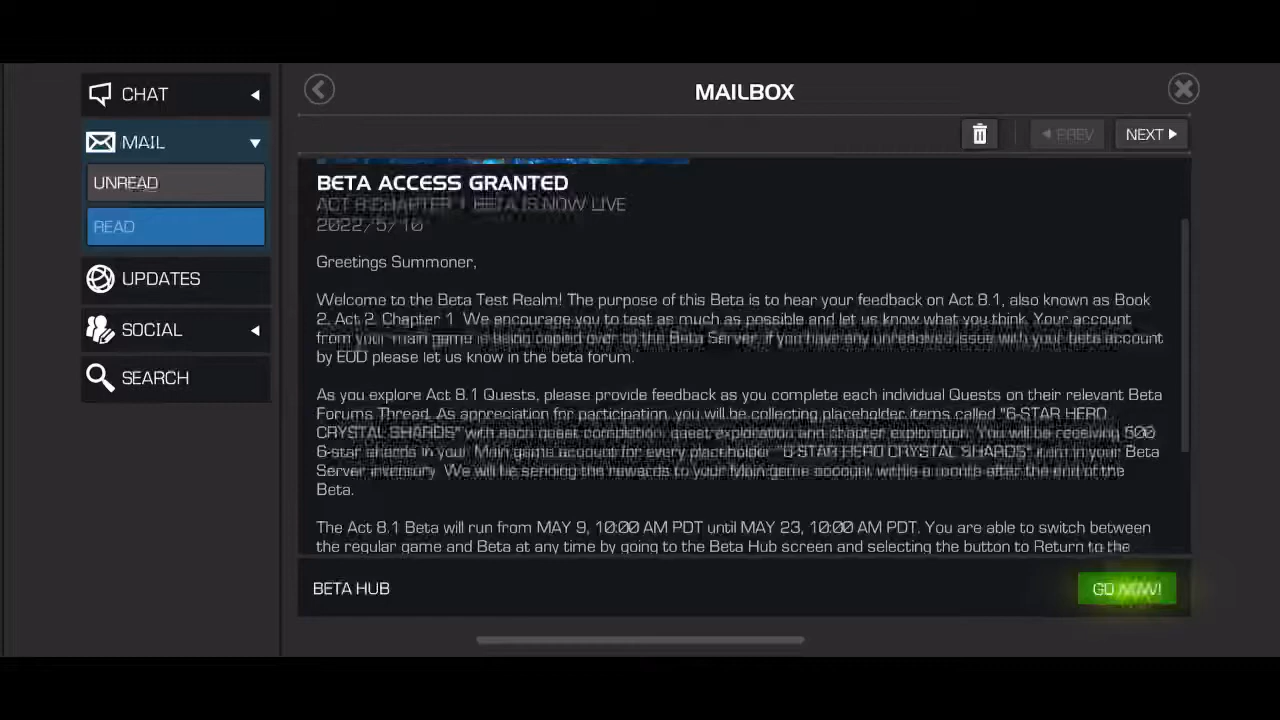 CHAT
MAILBOX
MAIL
PREV
NEXT
UNREAD
READ
UPDATES
SOCIAL
SEARCH
BETA ACCESS GRANTED
ACT 8 CHAPTER 1 BETA IS NOW LIVE
2022/5/10
Greetings Summoner,
Welcome to the Beta Test Realm! The purpose of this Beta is to hear your feedback on Act 8.1, also known as Book
2, Act 2, Chapter 1. We encourage you to test as much as possible and let us know what you think. Your account
from your main game is being copied over to the Beta Server, if you have any unresolved issue with your beta account
by EOD please let us know in the beta forum.
As you explore Act 8.1 Quests, please provide feedback as you complete each individual Quests on their relevant Beta
Forums Thread. As appreciation for participation, you will be collecting placeholder items called "6-STAR HERO
CRYSTAL SHARDS" with each quest completion quest exploration and chapter exploration. You will be receiving 500
6-star shards in your Main game account for every placeholder "6-STAR HERO CRYSTAL SHARDS" item in your Beta
Server inventory. We will be sending the rewards to your Main game account while a month after the end of the
Beta.
The Act 8.1 Beta will run from MAY 9, 10:00 AM PDT until MAY 23, 10:00 AM PDT. You are able to switch between
the regular game and Beta at any time by going to the Beta Hub screen and selecting the button to Return to the
BETA HUB
GO NOW!